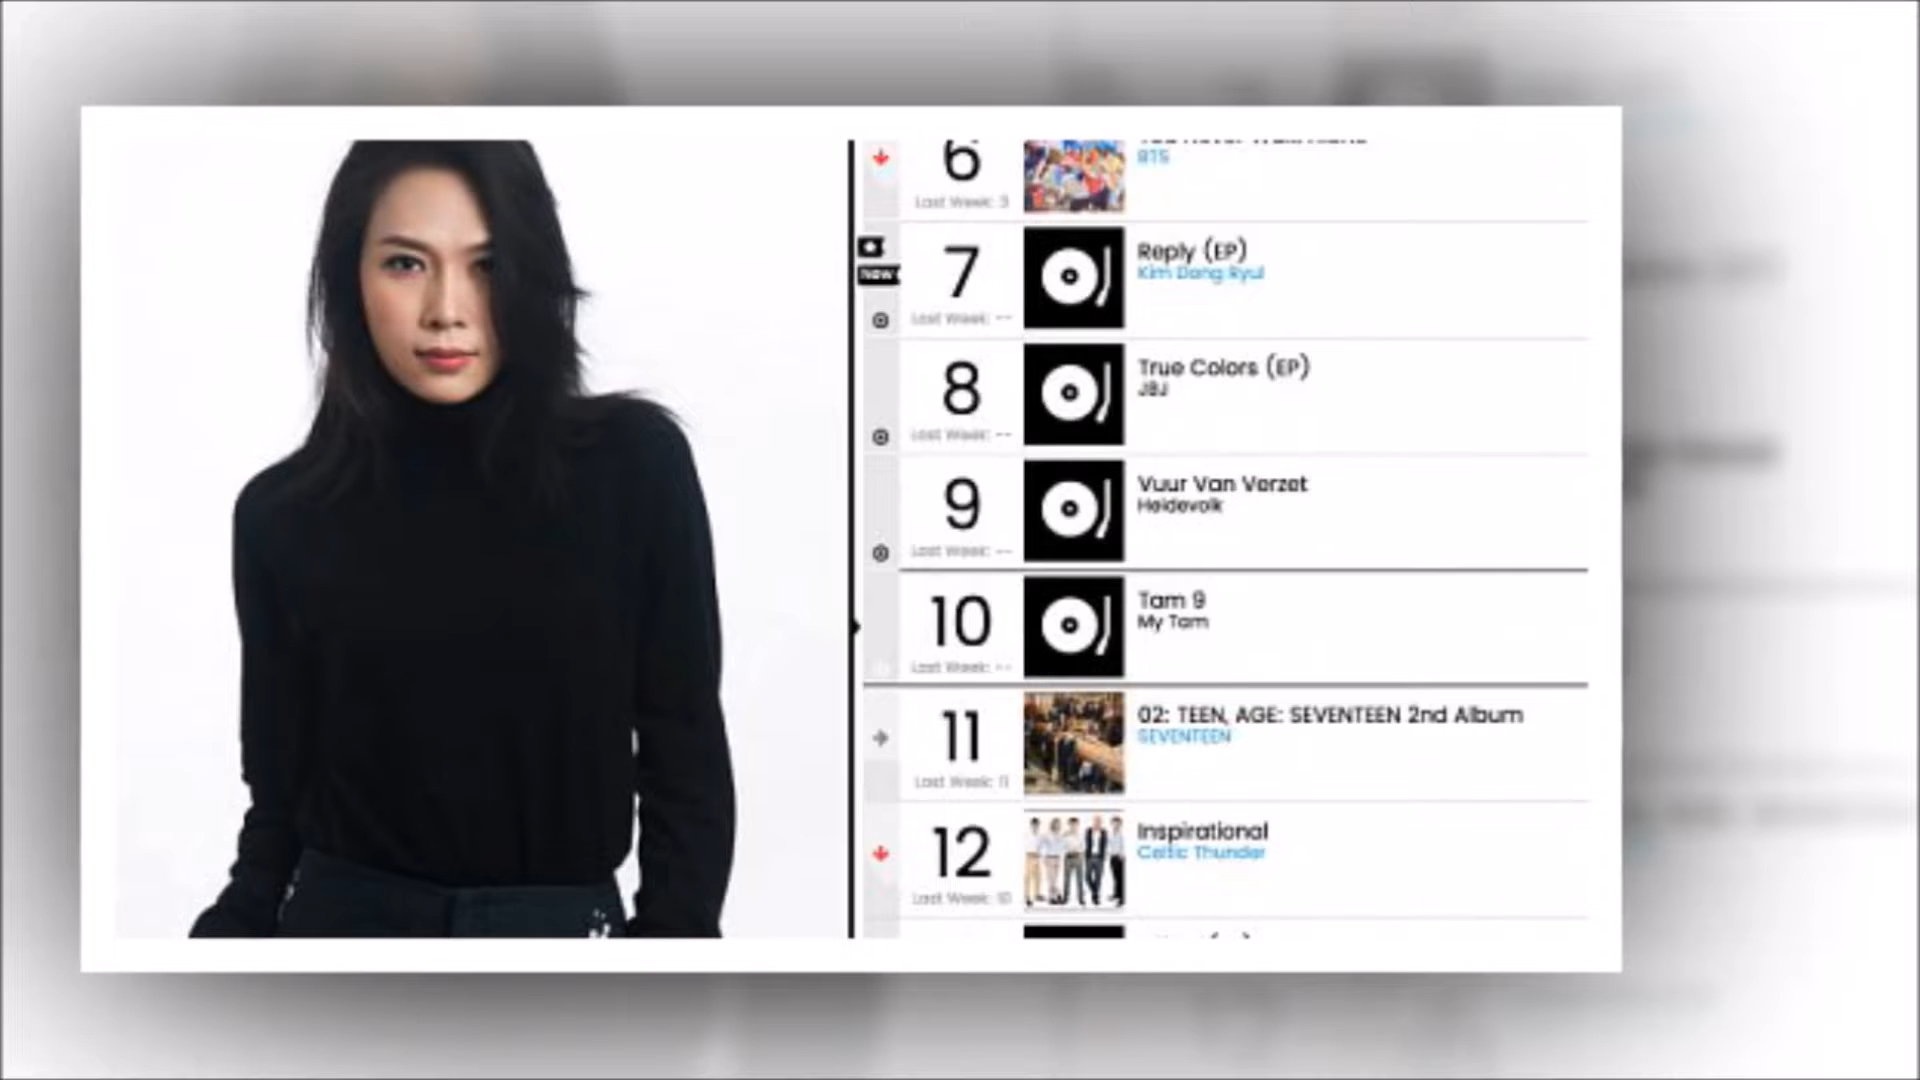 6
BTS
Last Week: 3
New
7
Reply (EP)
Kim Dong Ryul
Last Week: --
8
True Colors (EP)
JBJ
Last Week: --
9
Vuur Van Verzet
Heidevolk
Last Week: --
10
Tam 9
My Tam
Last Week: --
11
02: TEEN, AGE: SEVENTEEN 2nd Album
SEVENTEEN
Last Week: 11
12
Inspirational
Celtic Thunder
Last Week: 10